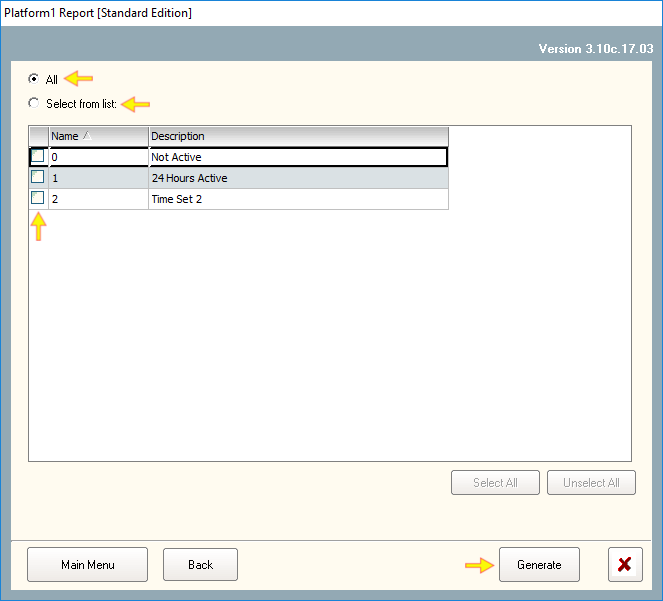 Platform1 Report [Standard Edition]
Version 3.10c.17.03
All
Select from list:
Name Description
0 Not Active
1 24 Hours Active
2 Time Set 2
Select All Unselect All
Main Menu Back Generate